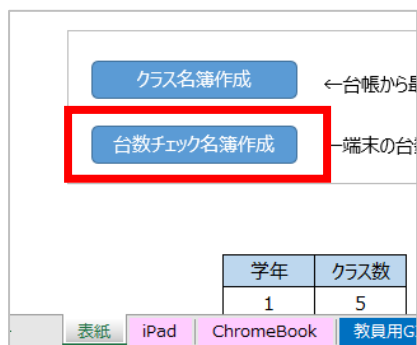 クラス名簿作成 ←台帳から最
台数チェック名簿作成 ←端末の台数
学年 クラス数
1 5
表紙 iPad ChromeBook 教員用G